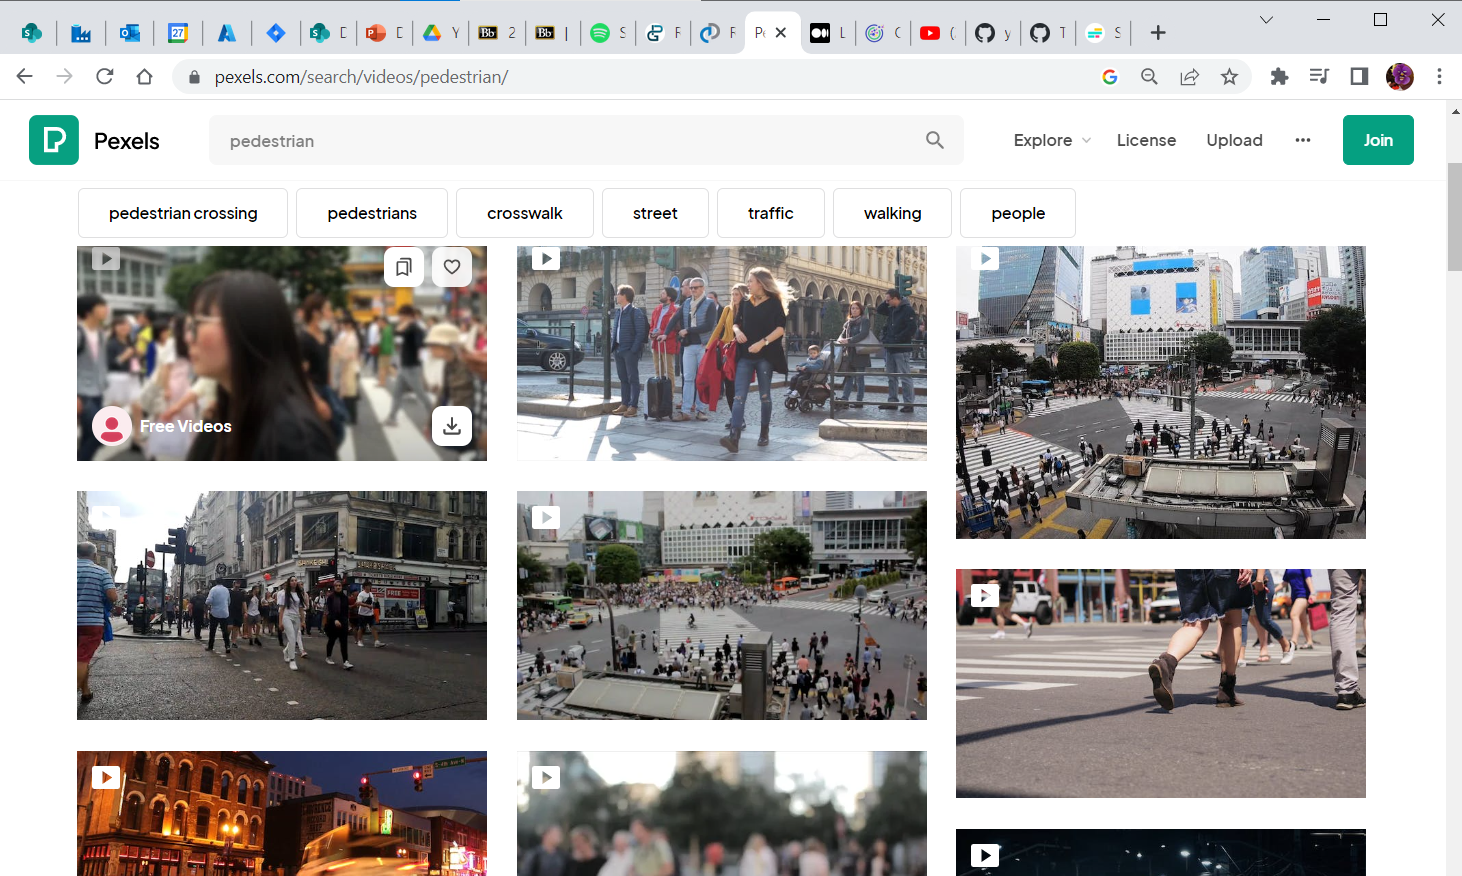 pexels.com/search/videos/pedestrian/
Pexels
pedestrian
Explore
License
Upload
Join
pedestrian crossing
pedestrians
crosswalk
street
traffic
walking
people
Free Videos
FREE